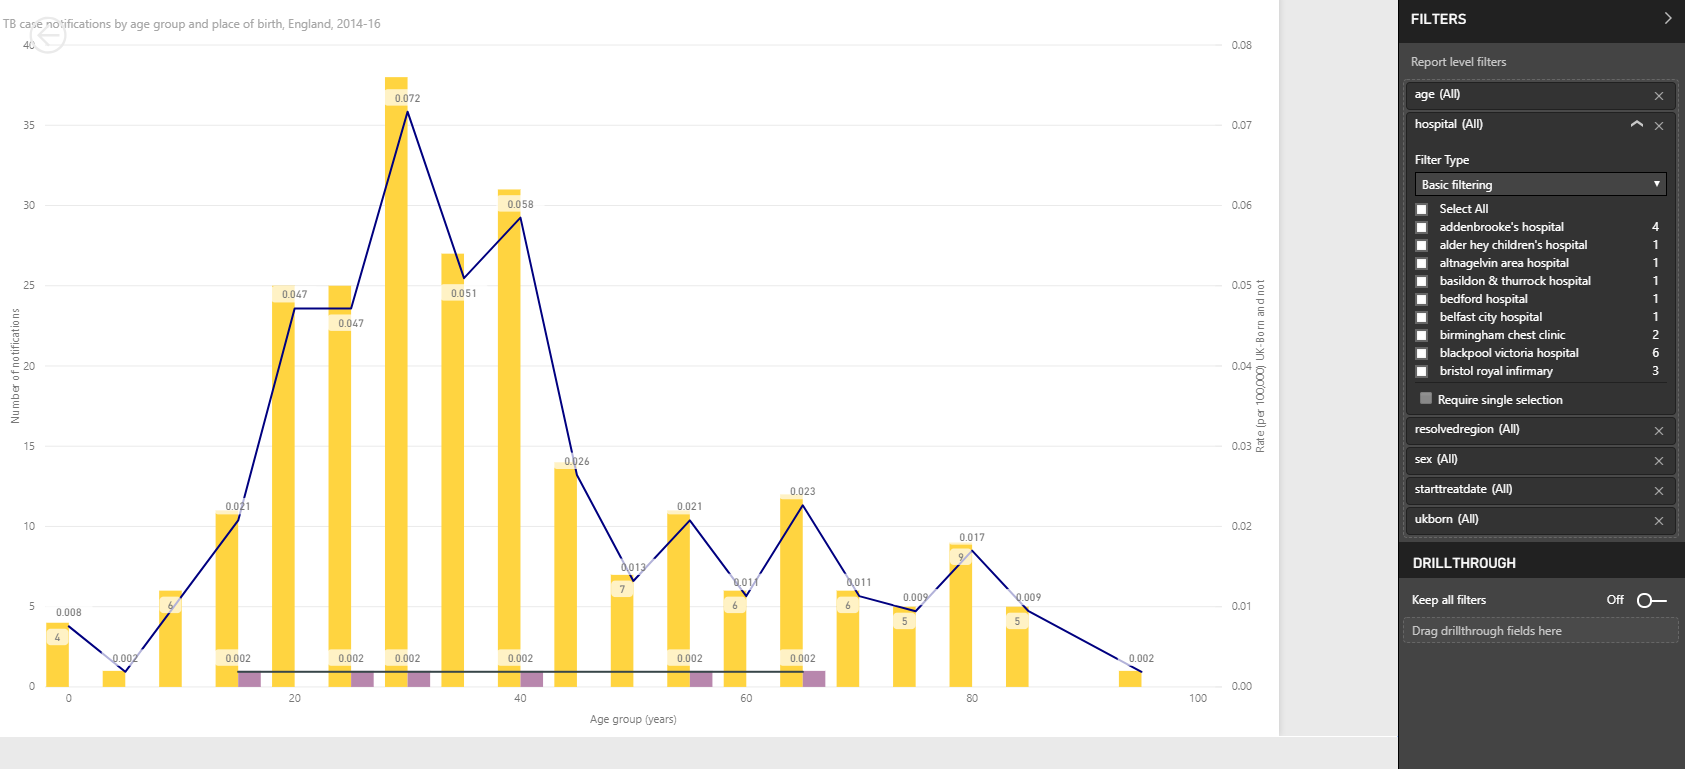 TB case notifications by age group and place of birth, England, 2014-16
40
35
30
25
20
15
10
5
0
Number of notifications
0.08
0.07
0.06
0.05
0.04
0.03
0.02
0.01
0.00
Rate (per 100,000) UK-Born and not
0.008
4
0.002
6
0.021
0.002
0.047
0.047
0.002
0.072
0.002
0.051
0.058
0.002
0.026
0.013
7
0.021
0.002
0.011
6
0.023
0.002
0.011
6
0.009
5
0.017
9
0.009
5
0.002
0 20 40 60 80 100
Age group (years)
FILTERS
Report level filters
age (All)
hospital (All)
Filter Type
Basic filtering
Select All
addenbrooke's hospital 4
alder hey children's hospital 1
altnagelvin area hospital 1
basildon & thurrock hospital 1
bedford hospital 1
belfast city hospital 1
birmingham chest clinic 2
blackpool victoria hospital 6
bristol royal infirmary 3
Require single selection
resolvedregion (All)
sex (All)
starttreatdate (All)
ukborn (All)
DRILLTHROUGH
Keep all filters Off
Drag drillthrough fields here